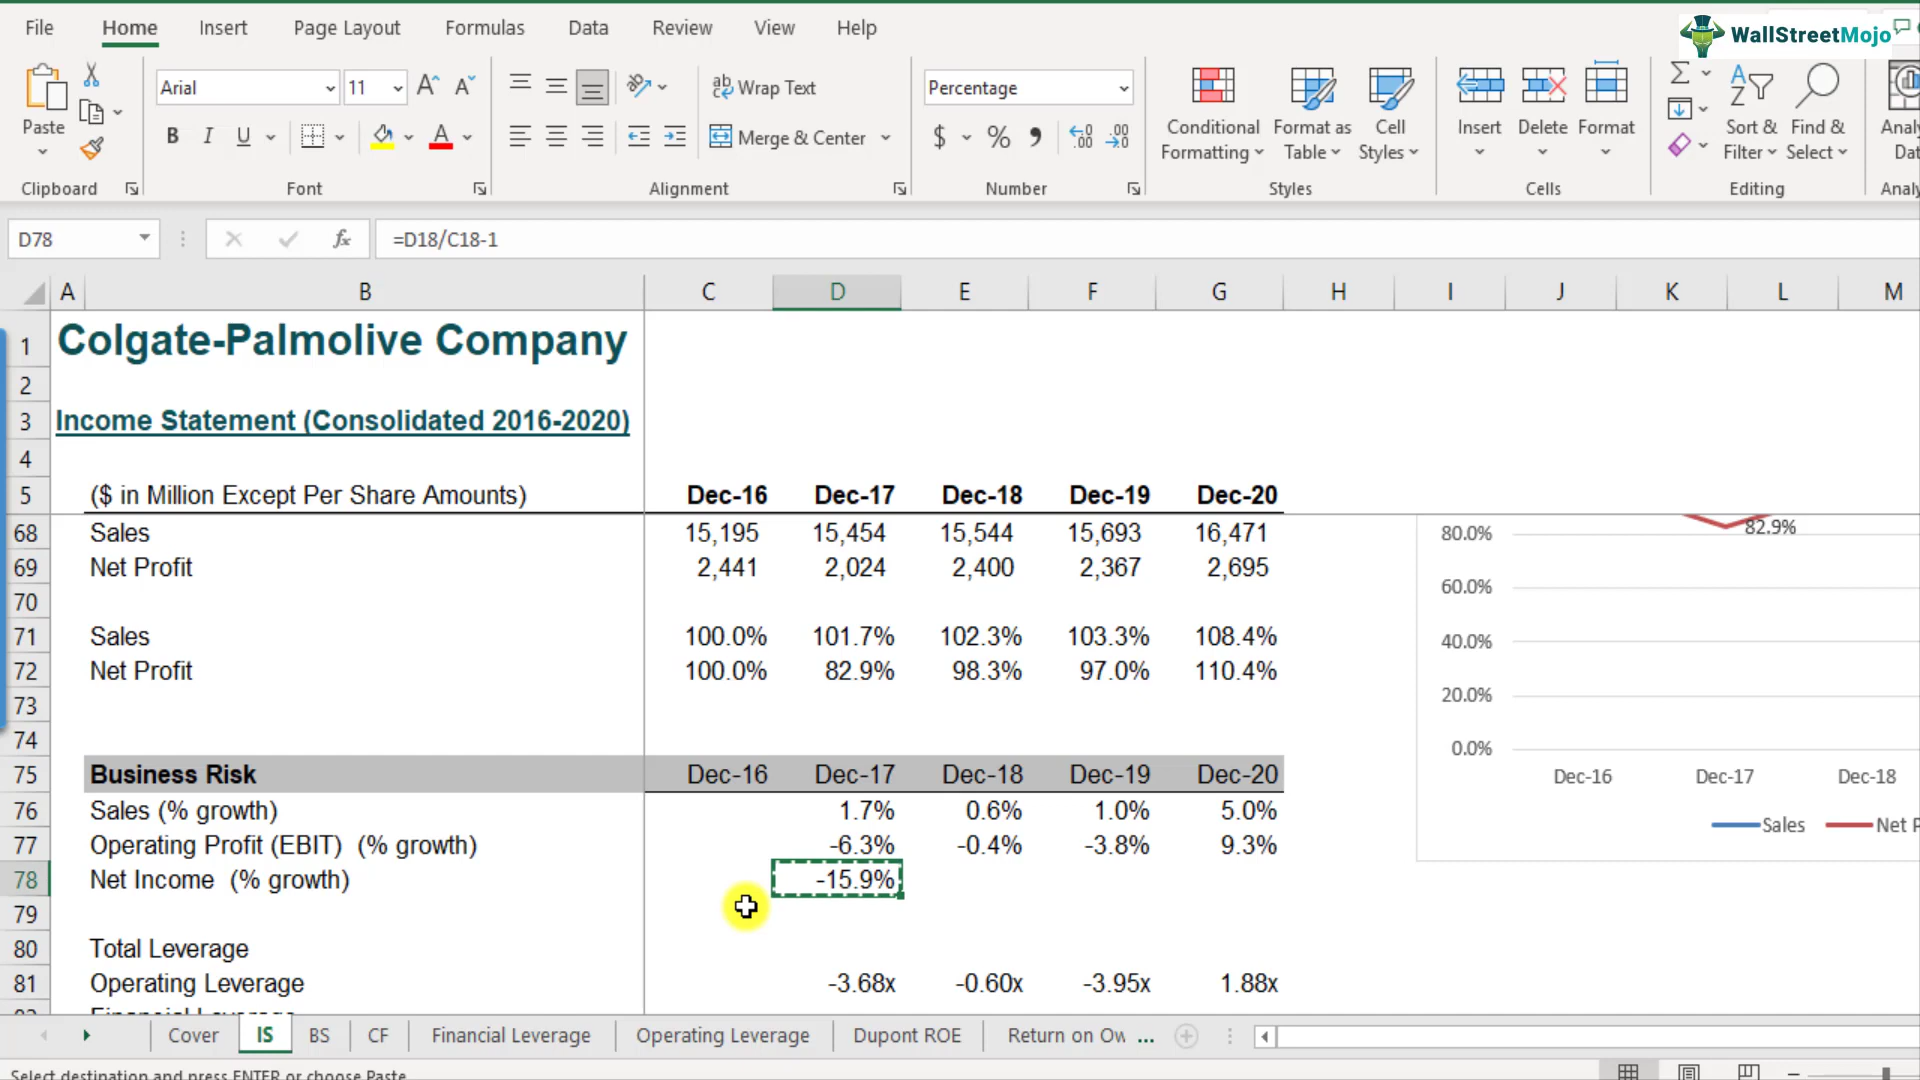 File Home Insert Page Layout Formulas Data Review View Help
WallStreetMojo
Arial 11 Wrap Text Percentage
Paste Merge & Center $ % Conditional Formatting Format as Table Cell Styles Insert Delete Format Sort & Filter Find & Select
Clipboard Font Alignment Number Styles Cells Editing
D78 fx =D18/C18-1
A B C D E F G H I J K L M
1 Colgate-Palmolive Company
2
3 Income Statement (Consolidated 2016-2020)
4
5 ($ in Million Except Per Share Amounts) Dec-16 Dec-17 Dec-18 Dec-19 Dec-20
68 Sales 15,195 15,454 15,544 15,693 16,471 80.0% 82.9%
69 Net Profit 2,441 2,024 2,400 2,367 2,695
70 60.0%
71 Sales 100.0% 101.7% 102.3% 103.3% 108.4% 40.0%
72 Net Profit 100.0% 82.9% 98.3% 97.0% 110.4%
73 20.0%
74 0.0%
75 Business Risk Dec-16 Dec-17 Dec-18 Dec-19 Dec-20 Dec-16 Dec-17 Dec-18
76 Sales (% growth) 1.7% 0.6% 1.0% 5.0% Sales Net P
77 Operating Profit (EBIT) (% growth) -6.3% -0.4% -3.8% 9.3%
78 Net Income (% growth) -15.9%
79
80 Total Leverage
81 Operating Leverage -3.68x -0.60x -3.95x 1.88x
Cover IS BS CF Financial Leverage Operating Leverage Dupont ROE Return on Ow ...
Select destination and press ENTER or choose Paste